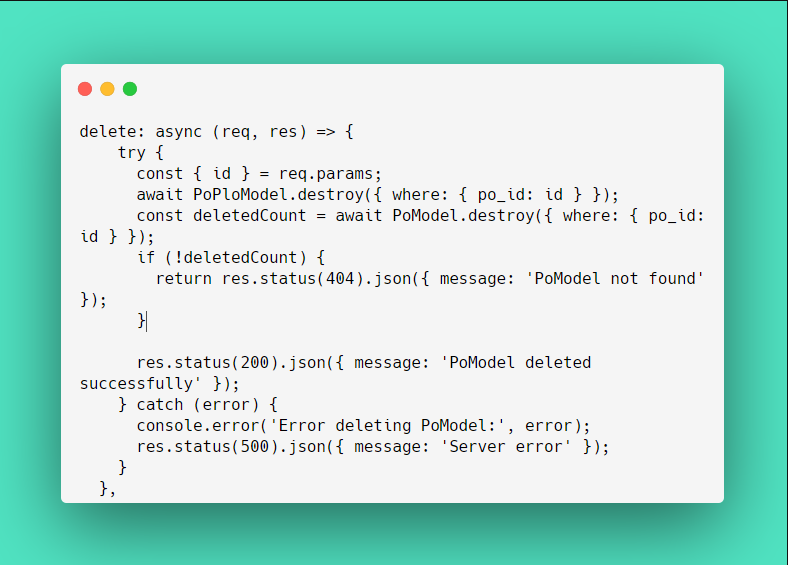 delete: async (req, res) => {
    try {
      const { id } = req.params;
      await PoPloModel.destroy({ where: { po_id: id } });
      const deletedCount = await PoModel.destroy({ where: { po_id:
id } });
      if (!deletedCount) {
        return res.status(404).json({ message: 'PoModel not found'
});
      }
      res.status(200).json({ message: 'PoModel deleted
successfully' });
    } catch (error) {
      console.error('Error deleting PoModel:', error);
      res.status(500).json({ message: 'Server error' });
    }
  },